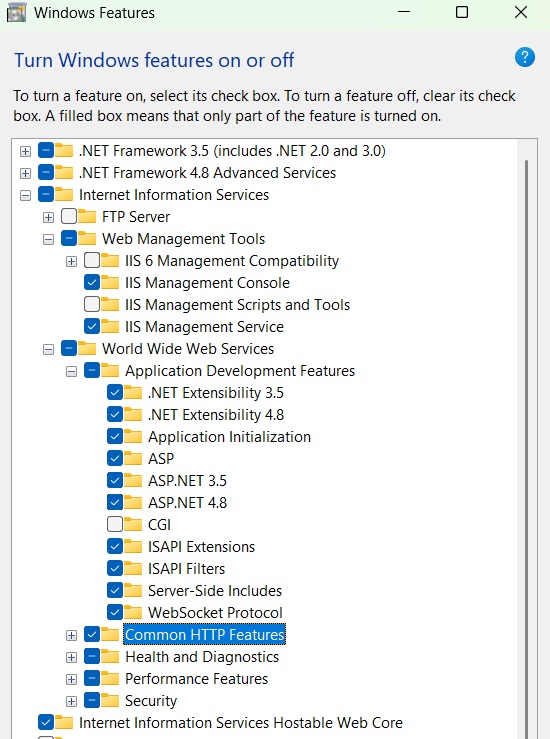 Windows Features
Turn Windows features on or off
?
To turn a feature on, select its check box. To turn a feature off, clear its check
box. A filled box means that only part of the feature is turned on.
.NET Framework 3.5 (includes .NET 2.0 and 3.0)
.NET Framework 4.8 Advanced Services
Internet Information Services
FTP Server
Web Management Tools
IIS 6 Management Compatibility
IIS Management Console
IIS Management Scripts and Tools
IIS Management Service
World Wide Web Services
Application Development Features
.NET Extensibility 3.5
.NET Extensibility 4.8
Application Initialization
ASP
ASP.NET 3.5
ASP.NET 4.8
CGI
ISAPI Extensions
ISAPI Filters
Server-Side Includes
WebSocket Protocol
Common HTTP Features
Health and Diagnostics
Performance Features
Security
Internet Information Services Hostable Web Core